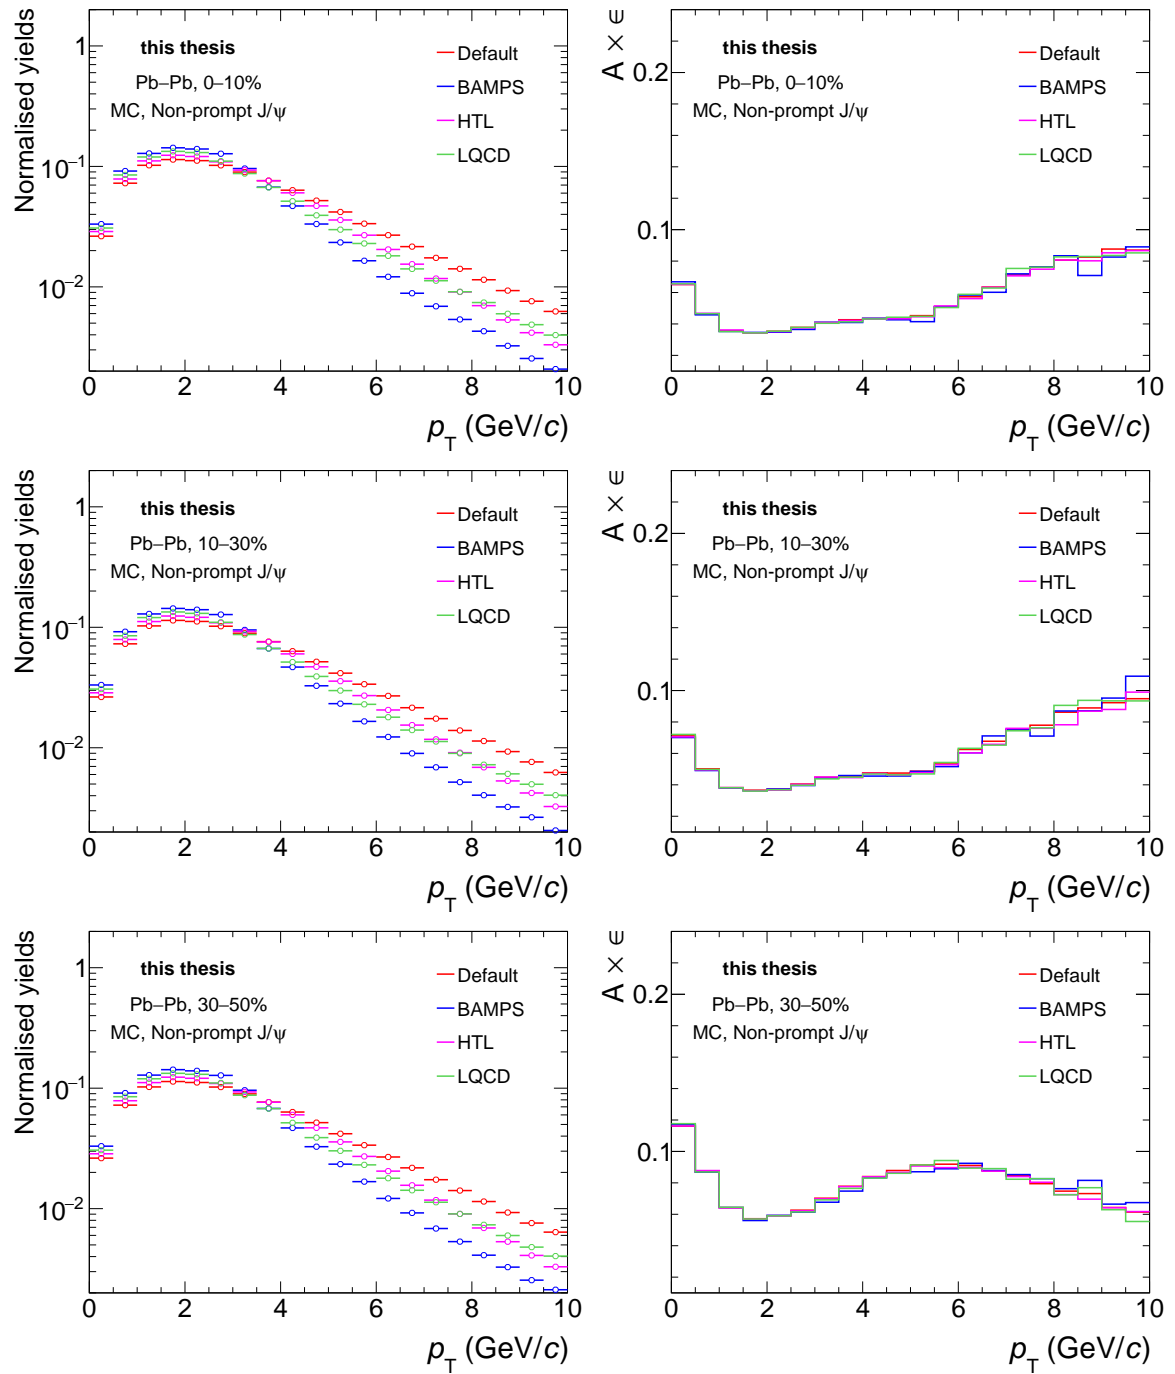 Normalised yields
1
10⁻¹
10⁻²
this thesis
Pb–Pb, 0–10%
MC, Non-prompt J/ψ
Default
BAMPS
HTL
LQCD
0 2 4 6 8 10
p_T (GeV/c)
A × ϵ
0.2
0.1
this thesis
Pb–Pb, 0–10%
MC, Non-prompt J/ψ
Default
BAMPS
HTL
LQCD
0 2 4 6 8 10
p_T (GeV/c)
Normalised yields
1
10⁻¹
10⁻²
this thesis
Pb–Pb, 10–30%
MC, Non-prompt J/ψ
Default
BAMPS
HTL
LQCD
0 2 4 6 8 10
p_T (GeV/c)
A × ϵ
0.2
0.1
this thesis
Pb–Pb, 10–30%
MC, Non-prompt J/ψ
Default
BAMPS
HTL
LQCD
0 2 4 6 8 10
p_T (GeV/c)
Normalised yields
1
10⁻¹
10⁻²
this thesis
Pb–Pb, 30–50%
MC, Non-prompt J/ψ
Default
BAMPS
HTL
LQCD
0 2 4 6 8 10
p_T (GeV/c)
A × ϵ
0.2
0.1
this thesis
Pb–Pb, 30–50%
MC, Non-prompt J/ψ
Default
BAMPS
HTL
LQCD
0 2 4 6 8 10
p_T (GeV/c)